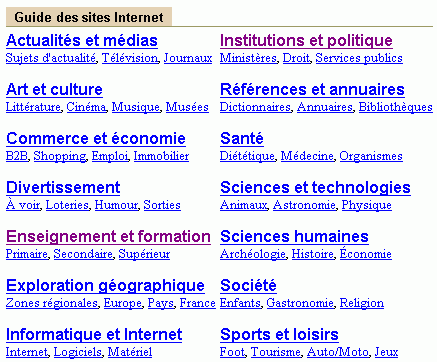 Guide des sites Internet
Actualités et médias
Sujets d'actualité, Télévision, Journaux
Art et culture
Littérature, Cinéma, Musique, Musées
Commerce et économie
B2B, Shopping, Emploi, Immobilier
Divertissement
À voir, Loteries, Humour, Sorties
Enseignement et formation
Primaire, Secondaire, Supérieur
Exploration géographique
Zones régionales, Europe, Pays, France
Informatique et Internet
Internet, Logiciels, Matériel
Institutions et politique
Ministères, Droit, Services publics
Références et annuaires
Dictionnaires, Annuaires, Bibliothèques
Santé
Diététique, Médecine, Organismes
Sciences et technologies
Animaux, Astronomie, Physique
Sciences humaines
Archéologie, Histoire, Économie
Société
Enfants, Gastronomie, Religion
Sports et loisirs
Foot, Tourisme, Auto/Moto, Jeux